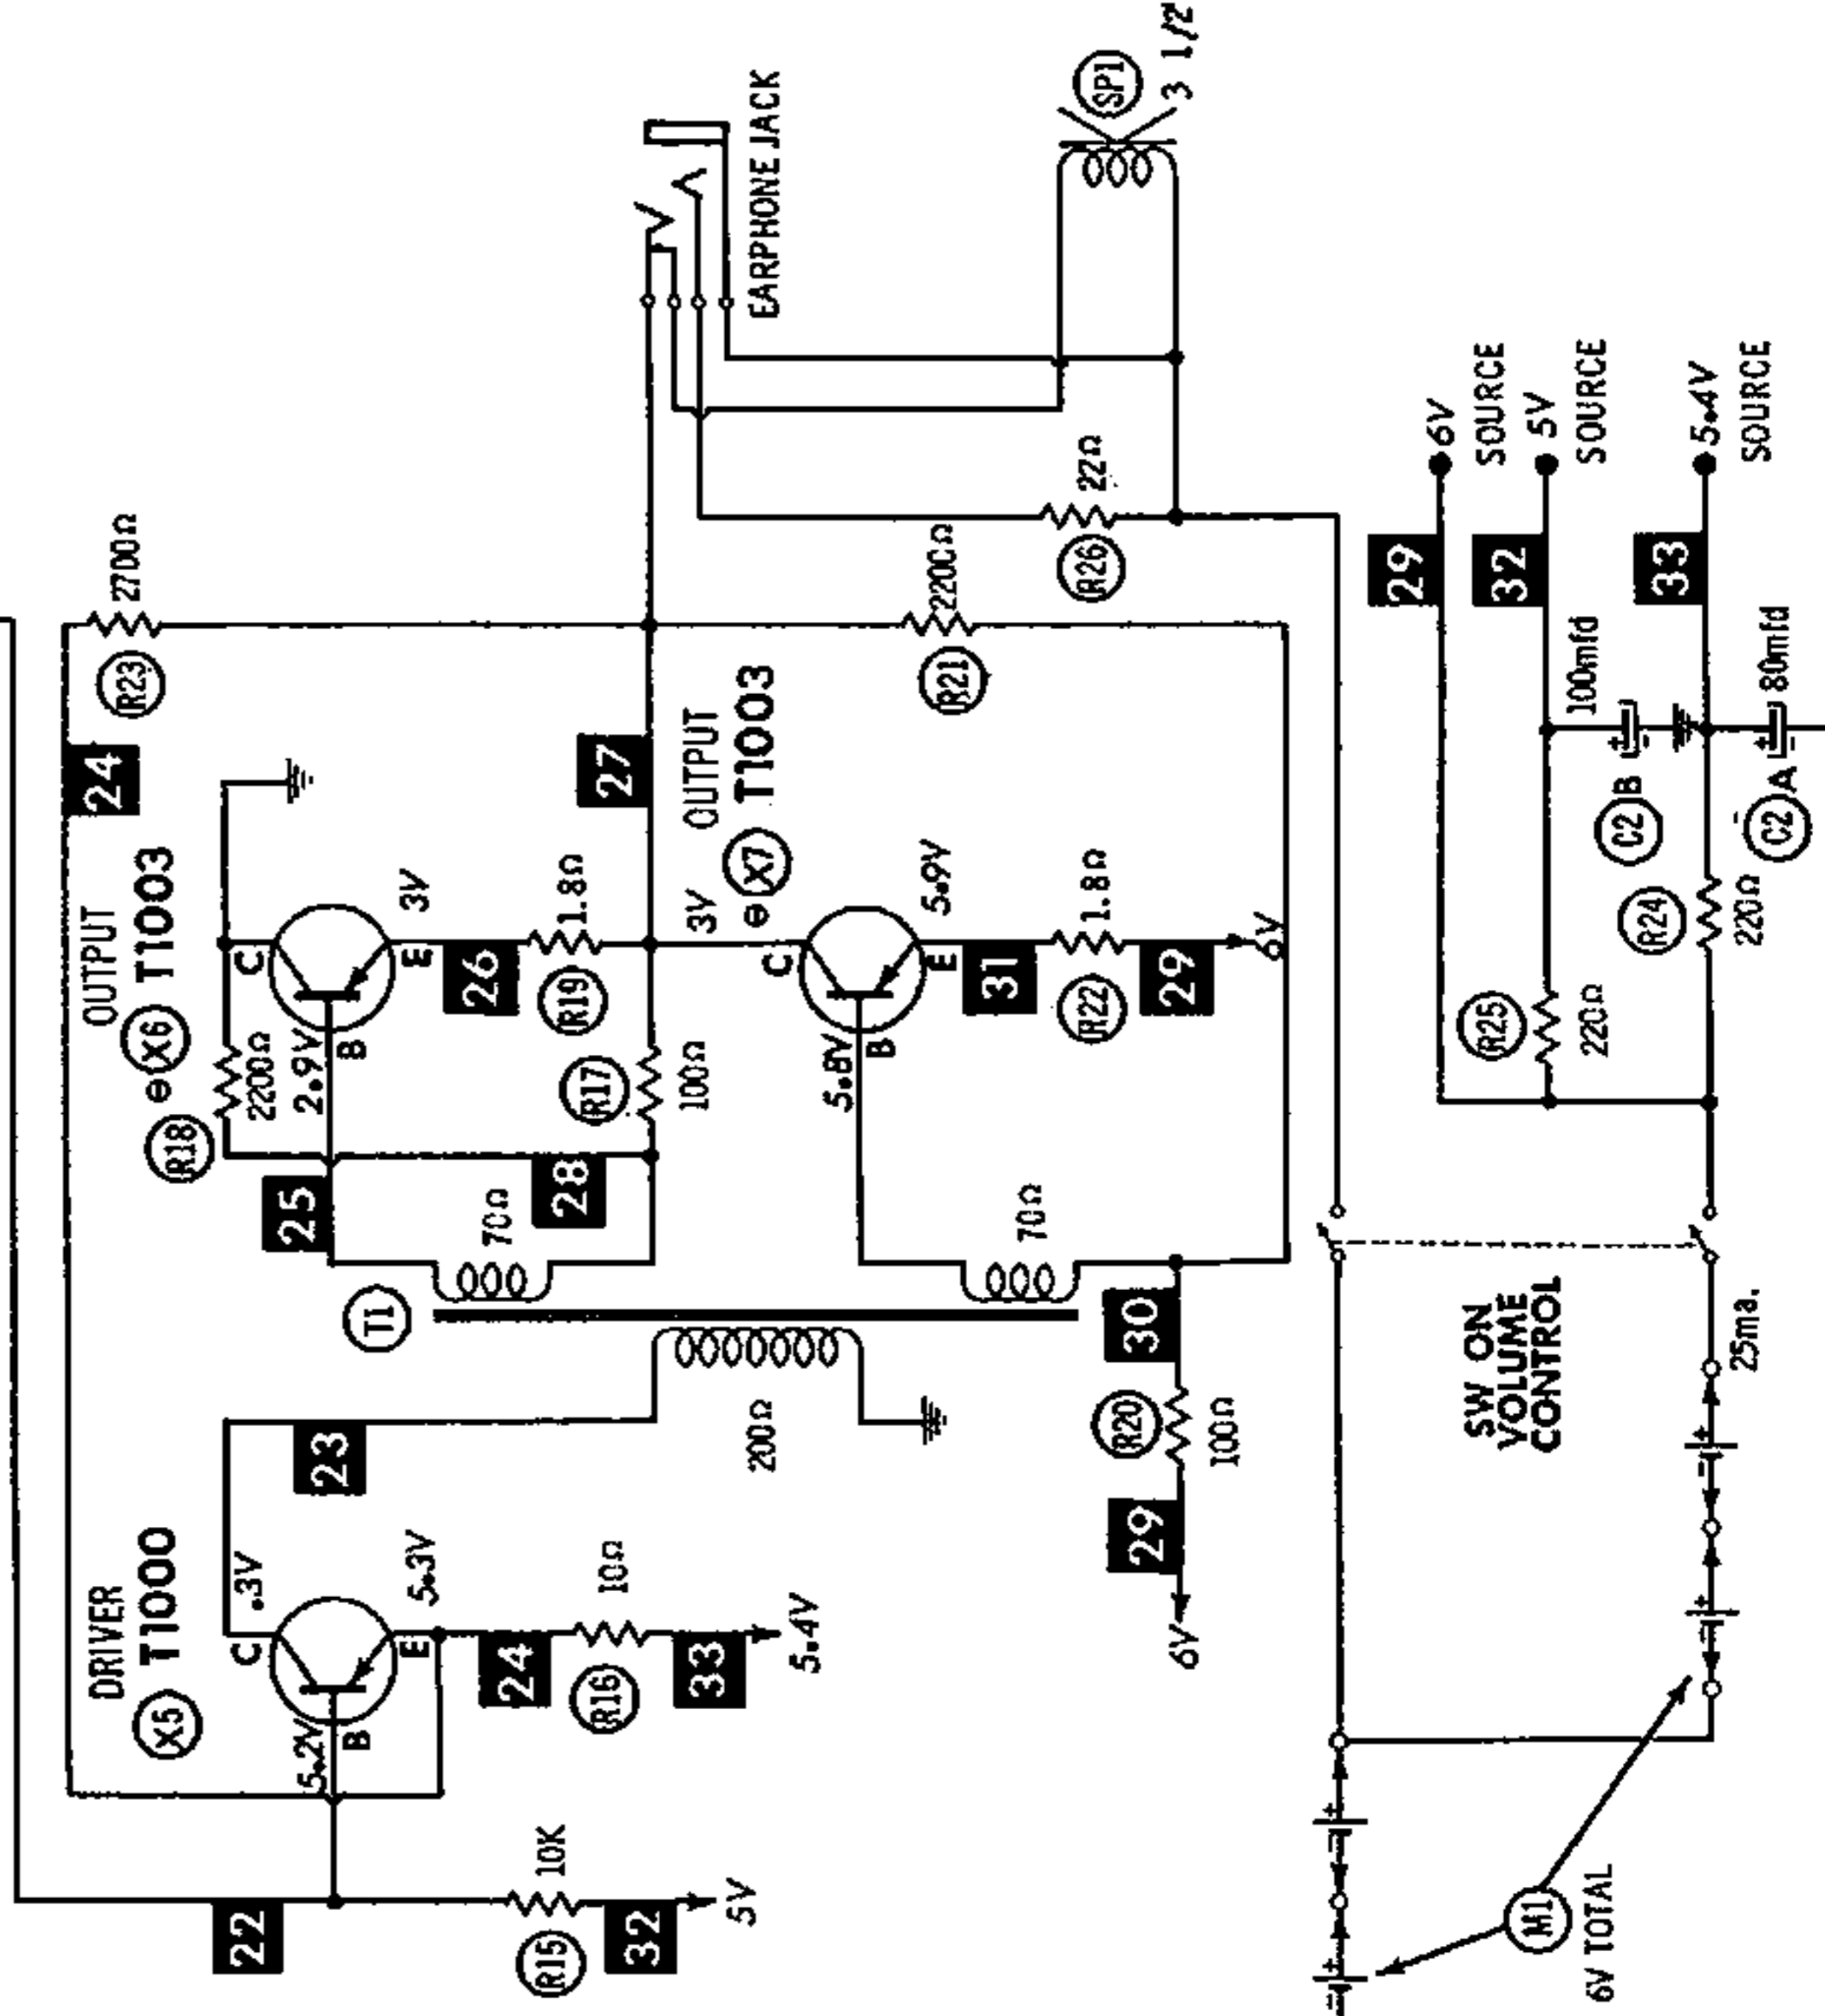 DRIVER
X5 T1000
.3V
C
5.2V
B
5.3V
E
22
23
24
R16
10Ω
33
5.4V
R15
10K
32
5V
T1
200Ω
70Ω
70Ω
OUTPUT
X6 T1003
R18
2200Ω
2.9V
B
C
E
3V
25
26
28
R19
1.8Ω
R17
100Ω
24
R23
2700Ω
27
3V
OUTPUT
X7 T1003
C
5.8V
B
5.9V
E
31
R22
1.8Ω
29
6V
R21
2200Ω
30
R20
100Ω
29
6V
EARPHONE JACK
R26
22Ω
SP1
3 1/2
SW ON
VOLUME
CONTROL
25ma.
M1
6V TOTAL
29
6V
SOURCE
32
5V
SOURCE
33
5.4V
SOURCE
R25
220Ω
R24
220Ω
C2 B
100mfd
C2 A
80mfd